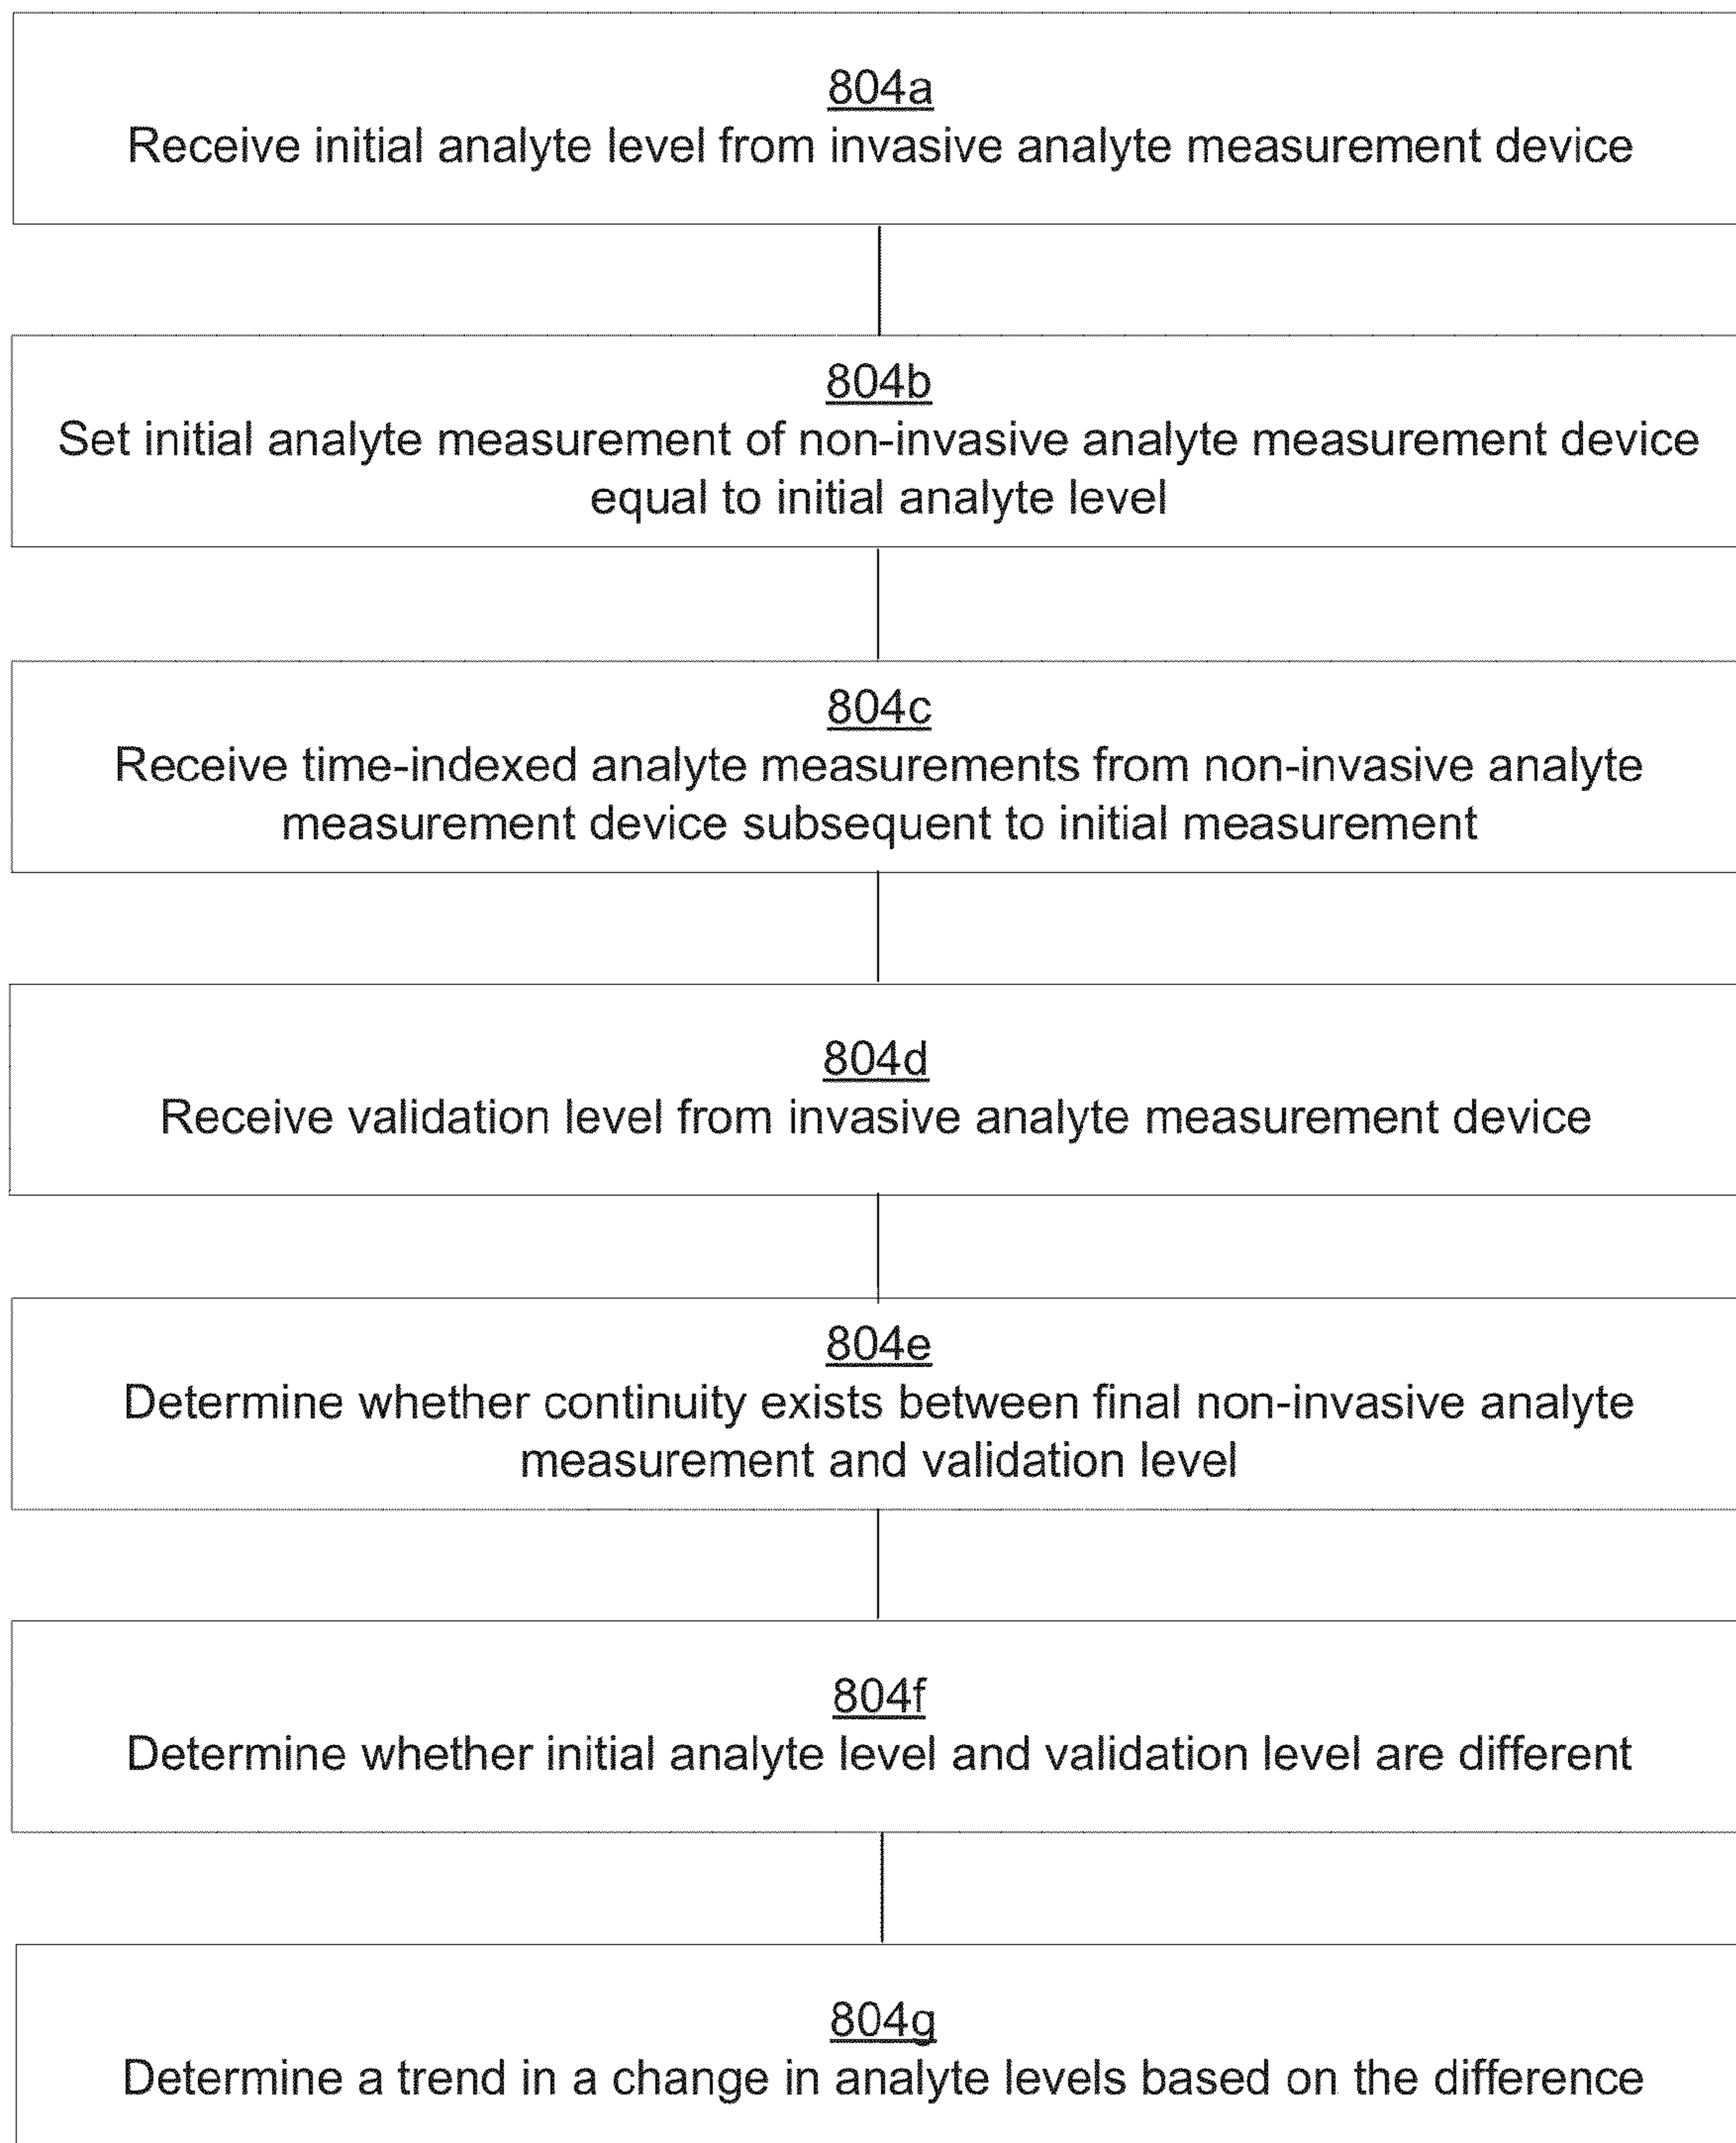 804a
Receive initial analyte level from invasive analyte measurement device
804b
Set initial analyte measurement of non-invasive analyte measurement device
equal to initial analyte level
804c
Receive time-indexed analyte measurements from non-invasive analyte
measurement device subsequent to initial measurement
804d
Receive validation level from invasive analyte measurement device
804e
Determine whether continuity exists between final non-invasive analyte
measurement and validation level
804f
Determine whether initial analyte level and validation level are different
804g
Determine a trend in a change in analyte levels based on the difference